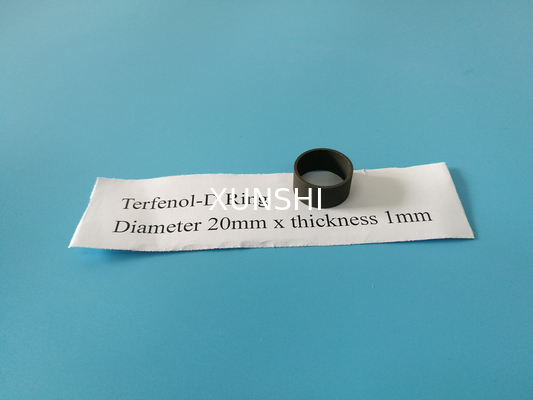 Terfenol-D Ring
XUNSHI
Diameter 20mm x thickness 1mm